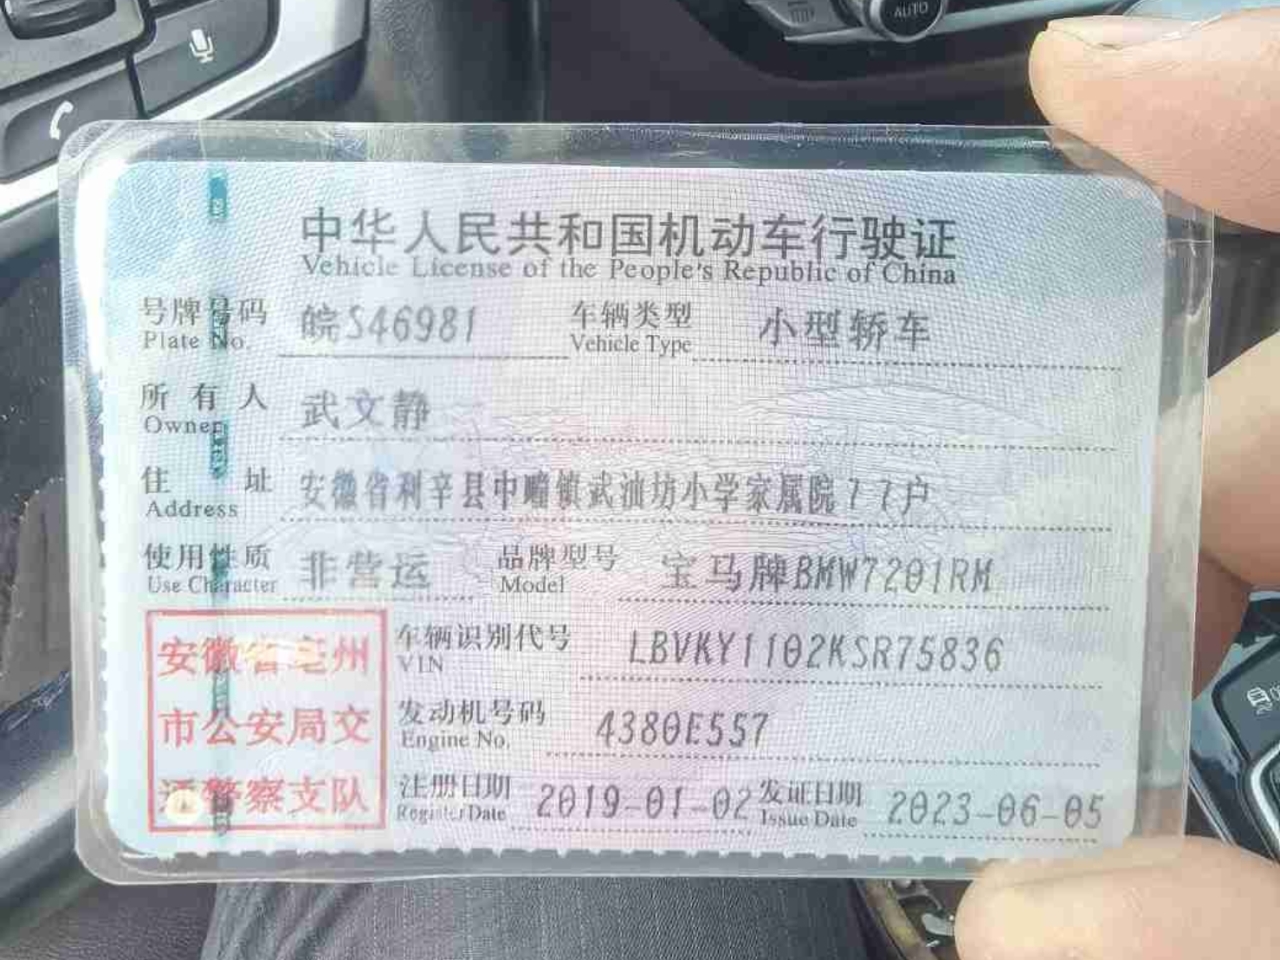 AUTO
中华人民共和国机动车行驶证
Vehicle License of the People's Republic of China
号牌号码 皖S46981 车辆类型 小型轿车
Plate No. Vehicle Type
所有人 武文静
Owner
住址 安徽省利辛县中疃镇武油坊小学家属院77户
Address
使用性质 非营运 品牌型号 宝马牌BMW7201RM
Use Character Model
车辆识别代号 LBVKY1102KSR75836
VIN
发动机号码 4380E557
Engine No.
注册日期 2019-01-02 发证日期 2023-06-05
Register Date Issue Date
安徽省亳州
市公安局交
通警察支队